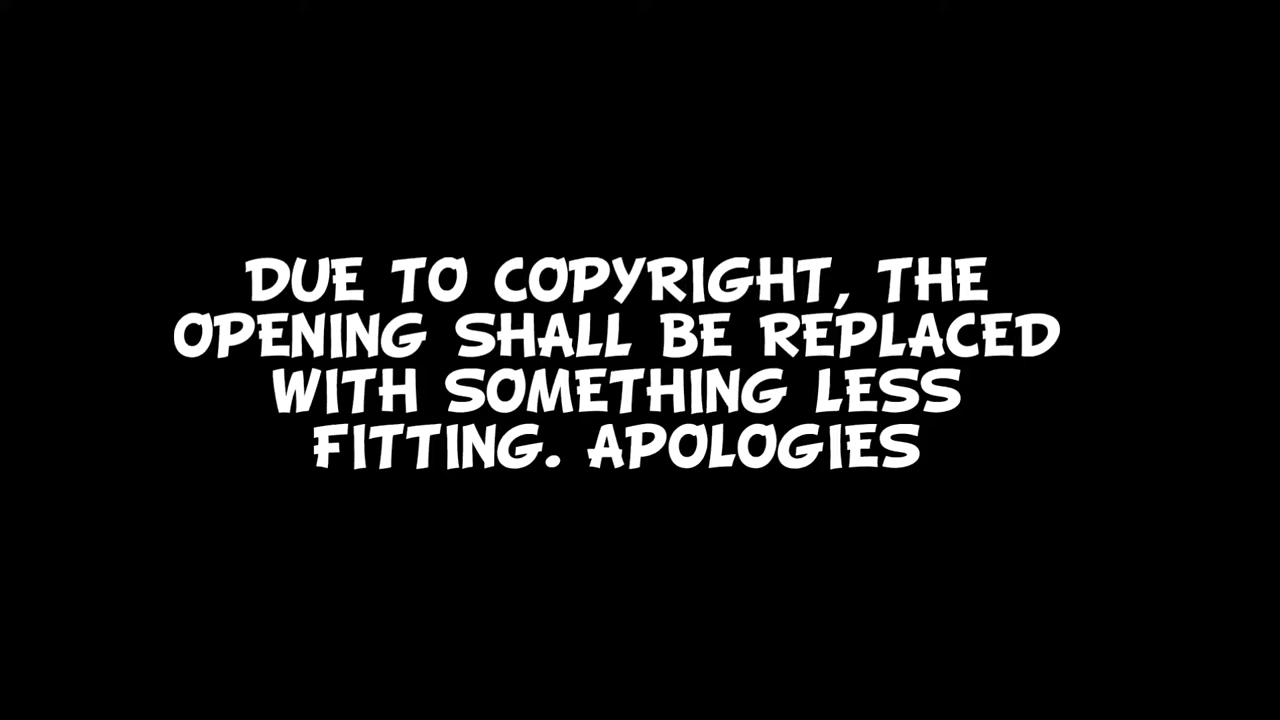 DUE TO COPYRIGHT, THE
OPENING SHALL BE REPLACED
WITH SOMETHING LESS
FITTING. APOLOGIES